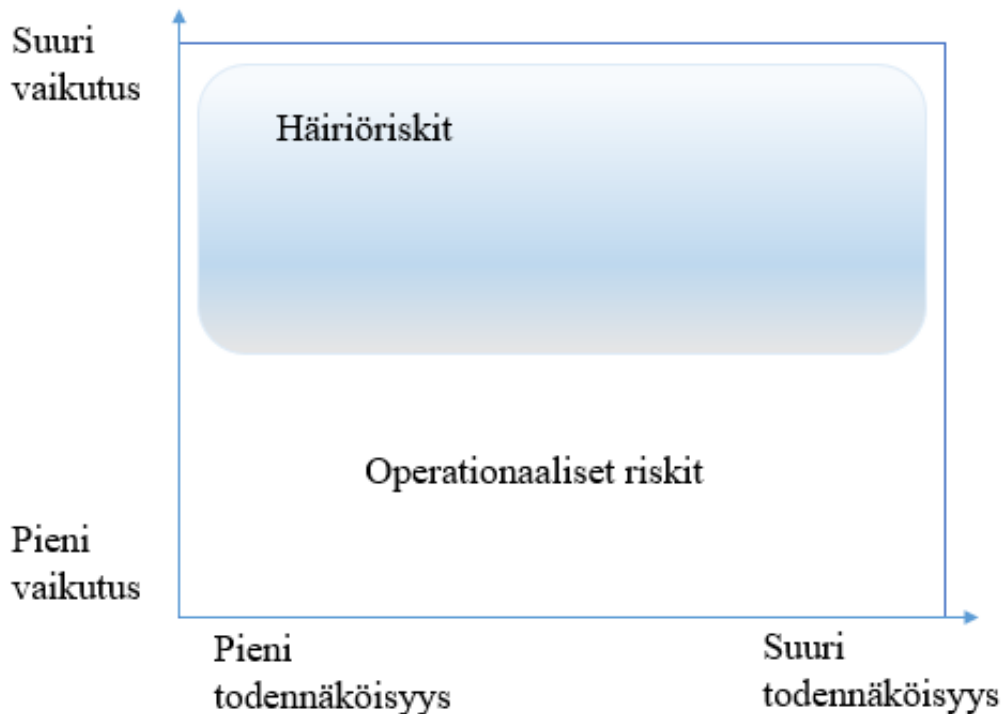 Suuri
vaikutus
Häiriöriskit
Operationaaliset riskit
Pieni
vaikutus
Pieni
todennäköisyys
Suuri
todennäköisyys